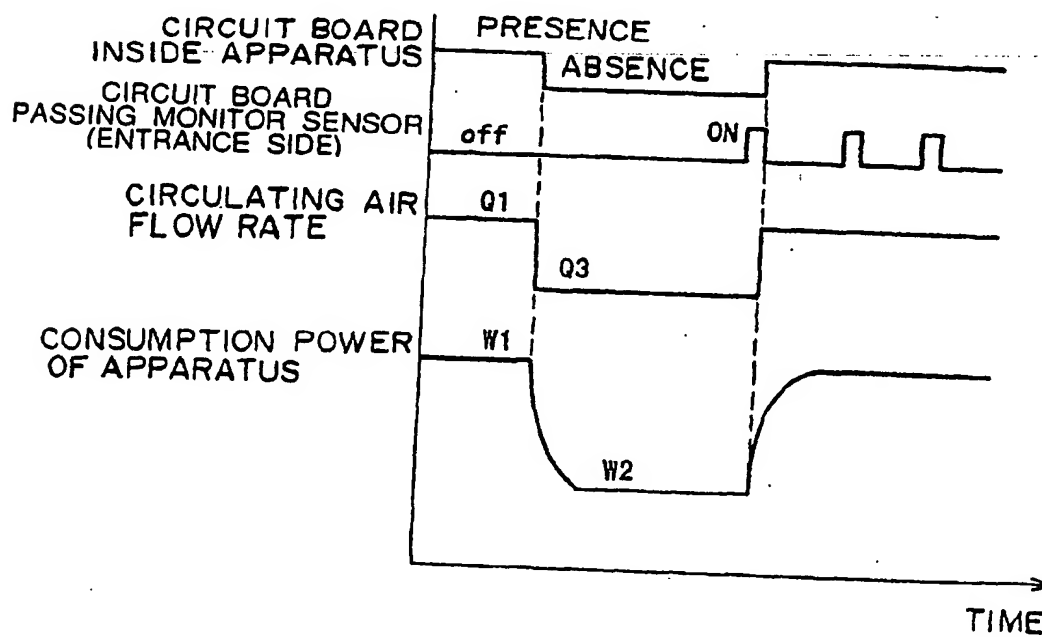 CIRCUIT BOARD
INSIDE APPARATUS
PRESENCE
ABSENCE
CIRCUIT BOARD
PASSING MONITOR SENSOR
(ENTRANCE SIDE)
off
ON
CIRCULATING AIR
FLOW RATE
Q1
Q3
CONSUMPTION POWER
OF APPARATUS
W1
W2
TIME